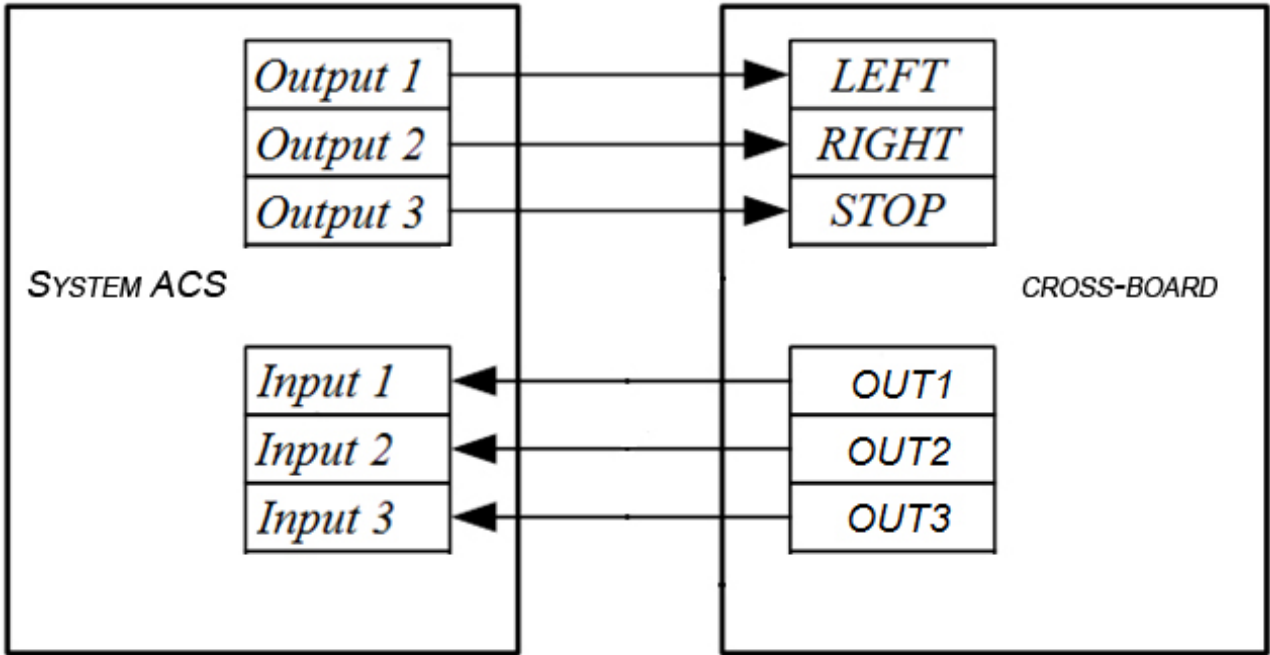 Output 1
LEFT
Output 2
RIGHT
Output 3
STOP
SYSTEM ACS
CROSS-BOARD
Input 1
OUT1
Input 2
OUT2
Input 3
OUT3